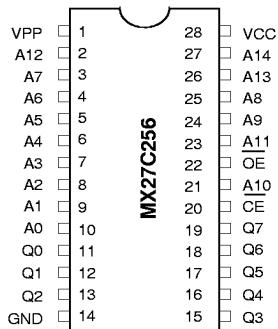 VPP 1 28 VCC
A12 2 27 A14
A7 3 26 A13
A6 4 25 A8
A5 5 24 A9
A4 6 23 A11
A3 7 22 OE
A2 8 21 A10
A1 9 20 CE
A0 10 19 Q7
Q0 11 18 Q6
Q1 12 17 Q5
Q2 13 16 Q4
GND 14 15 Q3
MX27C256